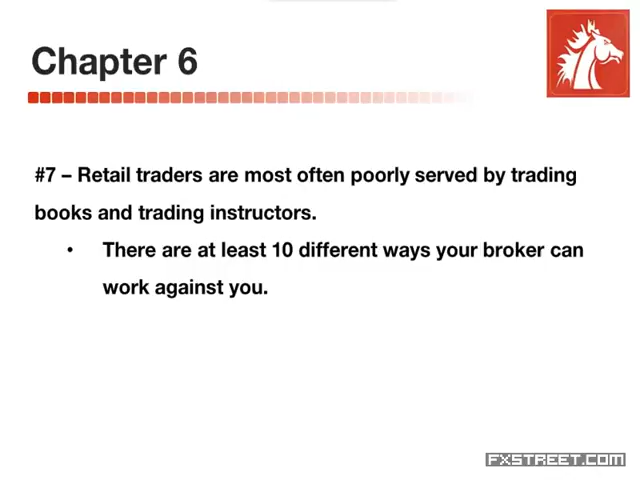 Chapter 6
#7 – Retail traders are most often poorly served by trading
books and trading instructors.
• There are at least 10 different ways your broker can
work against you.
FXSTREET.COM